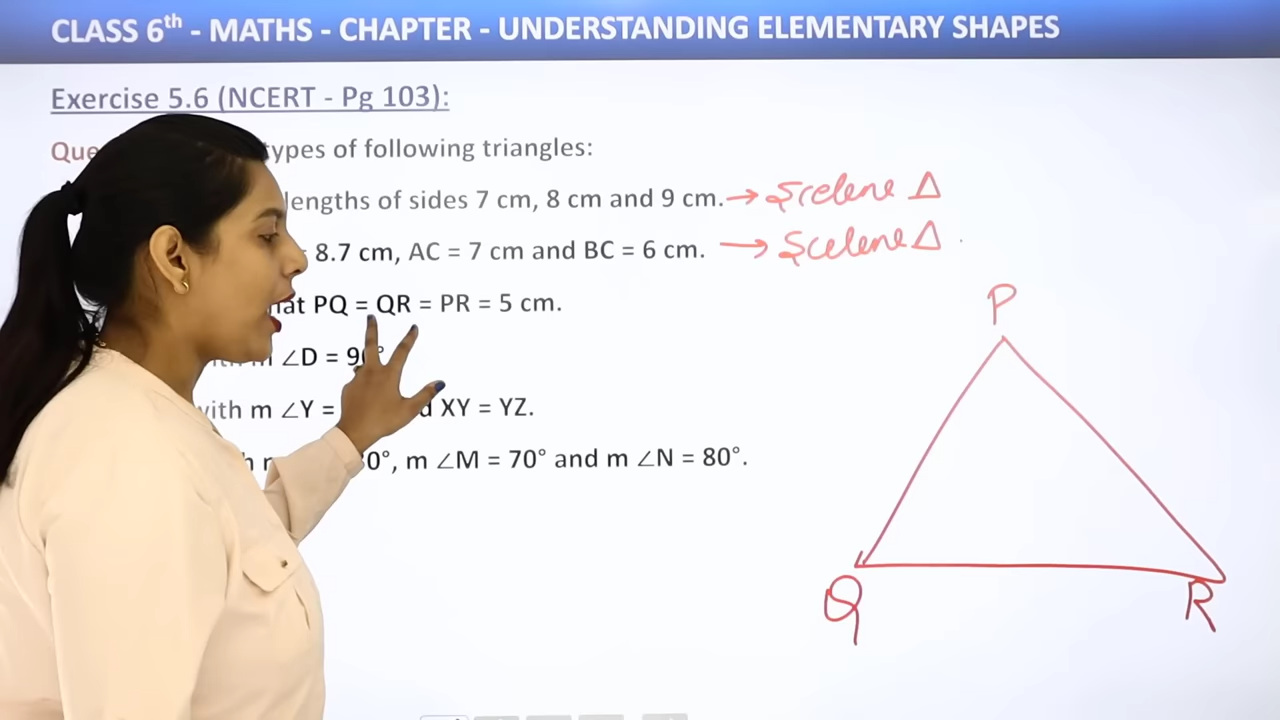 CLASS 6th - MATHS - CHAPTER - UNDERSTANDING ELEMENTARY SHAPES
Exercise 5.6 (NCERT - Pg 103):
types of following triangles:
lengths of sides 7 cm, 8 cm and 9 cm. → Scelene Δ
8.7 cm, AC = 7 cm and BC = 6 cm. → Scelene Δ
PQ = QR = PR = 5 cm.
∠D = 90°
with m ∠Y = XY = YZ.
m ∠M = 70° and m ∠N = 80°.
P
Q
R